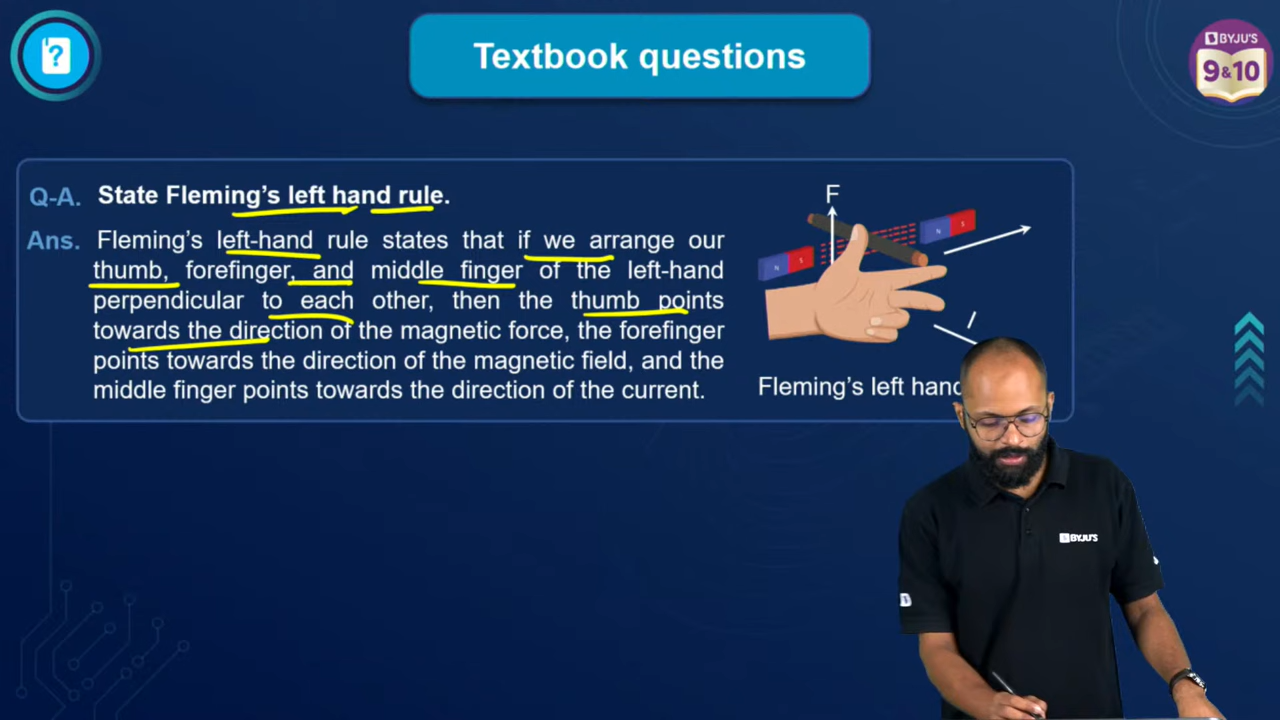 Textbook questions
BYJU'S
9&10
Q-A. State Fleming's left hand rule.
Ans. Fleming's left-hand rule states that if we arrange our
thumb, forefinger, and middle finger of the left-hand
perpendicular to each other, then the thumb points
towards the direction of the magnetic force, the forefinger
points towards the direction of the magnetic field, and the
middle finger points towards the direction of the current.
F
N S
N S
I
Fleming's left hand
BYJU'S